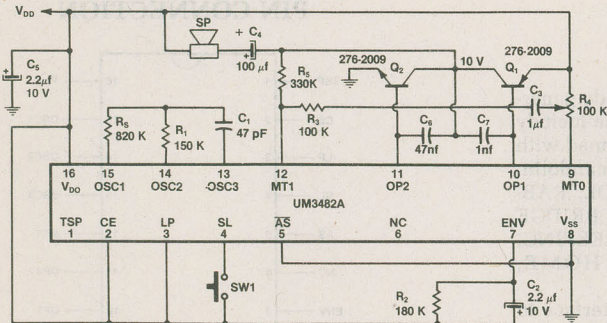 PIN CONNECTION
VDD
SP
+ C4
100 µf
C5
2.2µf
10 V
R5
330K
276-2009
Q2
10 V
276-2009
Q1
C3
1µf
R4
100 K
RS
820 K
R1
150 K
C1
47 pF
R3
100 K
C6
47nf
C7
1nf
16 15 14 13 12 11 10 9
VDD OSC1 OSC2 OSC3 MT1 OP2 OP1 MT0
UM3482A
TSP CE LP SL AS NC ENV VSS
1 2 3 4 5 6 7 8
SW1
R2
180 K
C2
2.2 µf
10 V